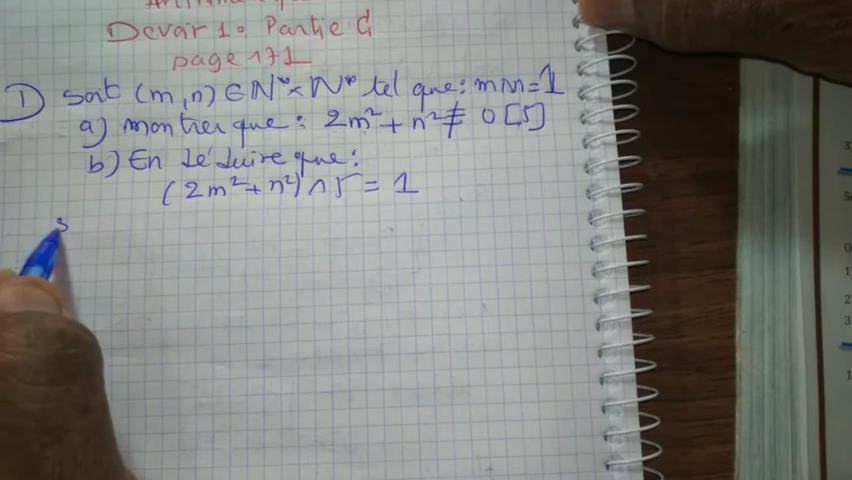 Devoir 1: Partie C
page 171
1) Soit (m,n) ∈ N* × N* tel que: m∧n=1
a) montrer que: 2m²+n² ≢ 0 [5]
b) En déduire que:
(2m²+n²)∧5 = 1
s